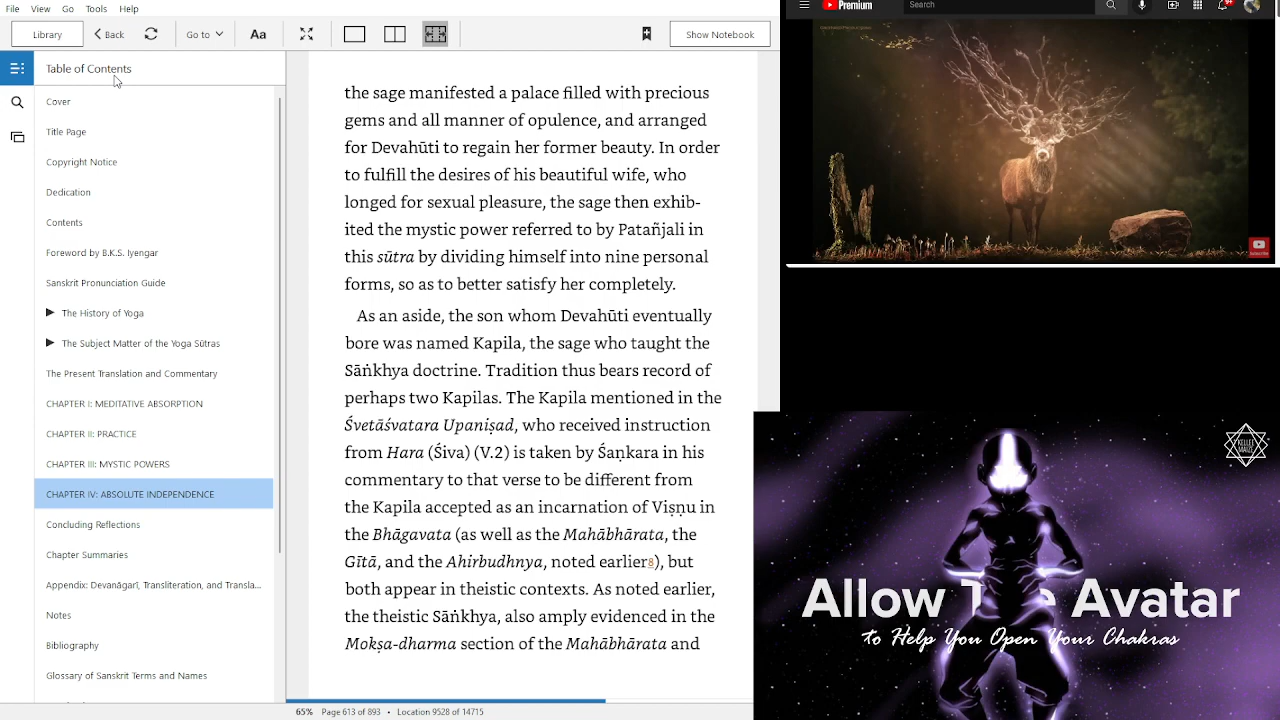 File View Go Tools Help
Library
Back
Go to
Aa
Show Notebook
Table of Contents
Cover
Title Page
Copyright Notice
Dedication
Contents
Foreword by B.K.S. Iyengar
Sanskrit Pronunciation Guide
The History of Yoga
The Subject Matter of the Yoga Sūtras
The Present Translation and Commentary
CHAPTER I: MEDITATIVE ABSORPTION
CHAPTER II: PRACTICE
CHAPTER III: MYSTIC POWERS
CHAPTER IV: ABSOLUTE INDEPENDENCE
Concluding Reflections
Chapter Summaries
Appendix: Devanāgarī, Transliteration, and Transla...
Notes
Bibliography
Glossary of Sanskrit Terms and Names
the sage manifested a palace filled with precious
gems and all manner of opulence, and arranged
for Devahūti to regain her former beauty. In order
to fulfill the desires of his beautiful wife, who
longed for sexual pleasure, the sage then exhib-
ited the mystic power referred to by Patañjali in
this sūtra by dividing himself into nine personal
forms, so as to better satisfy her completely.
As an aside, the son whom Devahūti eventually
bore was named Kapila, the sage who taught the
Sāṅkhya doctrine. Tradition thus bears record of
perhaps two Kapilas. The Kapila mentioned in the
Śvetāśvatara Upaniṣad, who received instruction
from Hara (Śiva) (V.2) is taken by Śaṇkara in his
commentary to that verse to be different from
the Kapila accepted as an incarnation of Viṣṇu in
the Bhāgavata (as well as the Mahābhārata, the
Gītā, and the Ahirbudhnya, noted earlier8), but
both appear in theistic contexts. As noted earlier,
the theistic Sāṅkhya, also amply evidenced in the
Mokṣa-dharma section of the Mahābhārata and
65% Page 613 of 893 • Location 9528 of 14715
Premium
Search
9+
Subscribe
Allow T e Avatar
to Help You Open Your Chakras